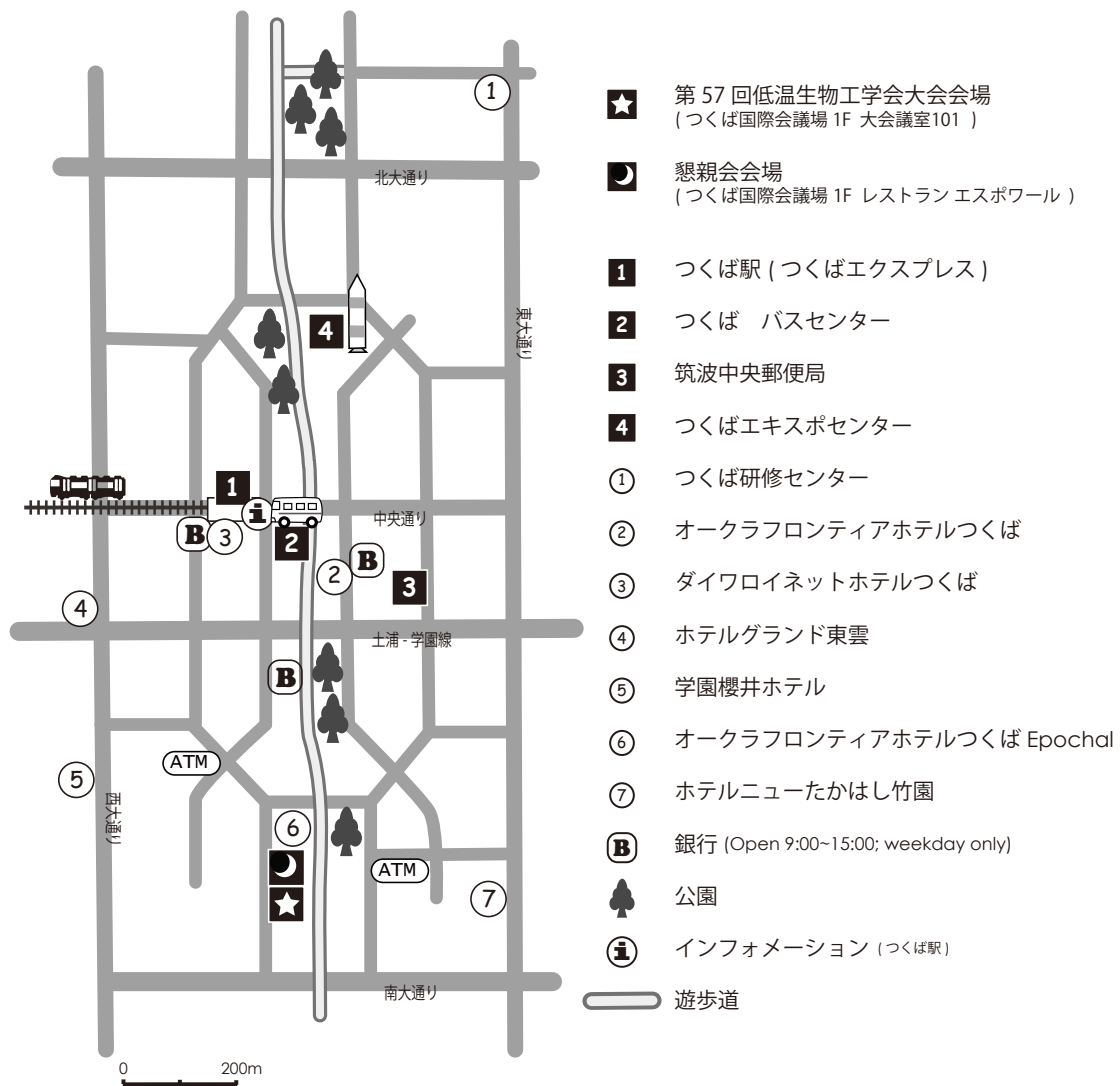 1
北大通り
東大通り
4
1
i
2
中央通り
B
3
2
B
3
4
土浦 - 学園線
B
ATM
5
西大通り
6
ATM
7
南大通り
0 200m
第 57 回低温生物工学会大会会場
( つくば国際会議場 1F 大会議室101 )
懇親会会場
( つくば国際会議場 1F レストラン エスポワール )
1 つくば駅 ( つくばエクスプレス )
2 つくば　バスセンター
3 筑波中央郵便局
4 つくばエキスポセンター
1 つくば研修センター
2 オークラフロンティアホテルつくば
3 ダイワロイネットホテルつくば
4 ホテルグランド東雲
5 学園櫻井ホテル
6 オークラフロンティアホテルつくば Epochal
7 ホテルニューたかはし竹園
B 銀行 (Open 9:00~15:00; weekday only)
公園
i インフォメーション ( つくば駅 )
遊歩道